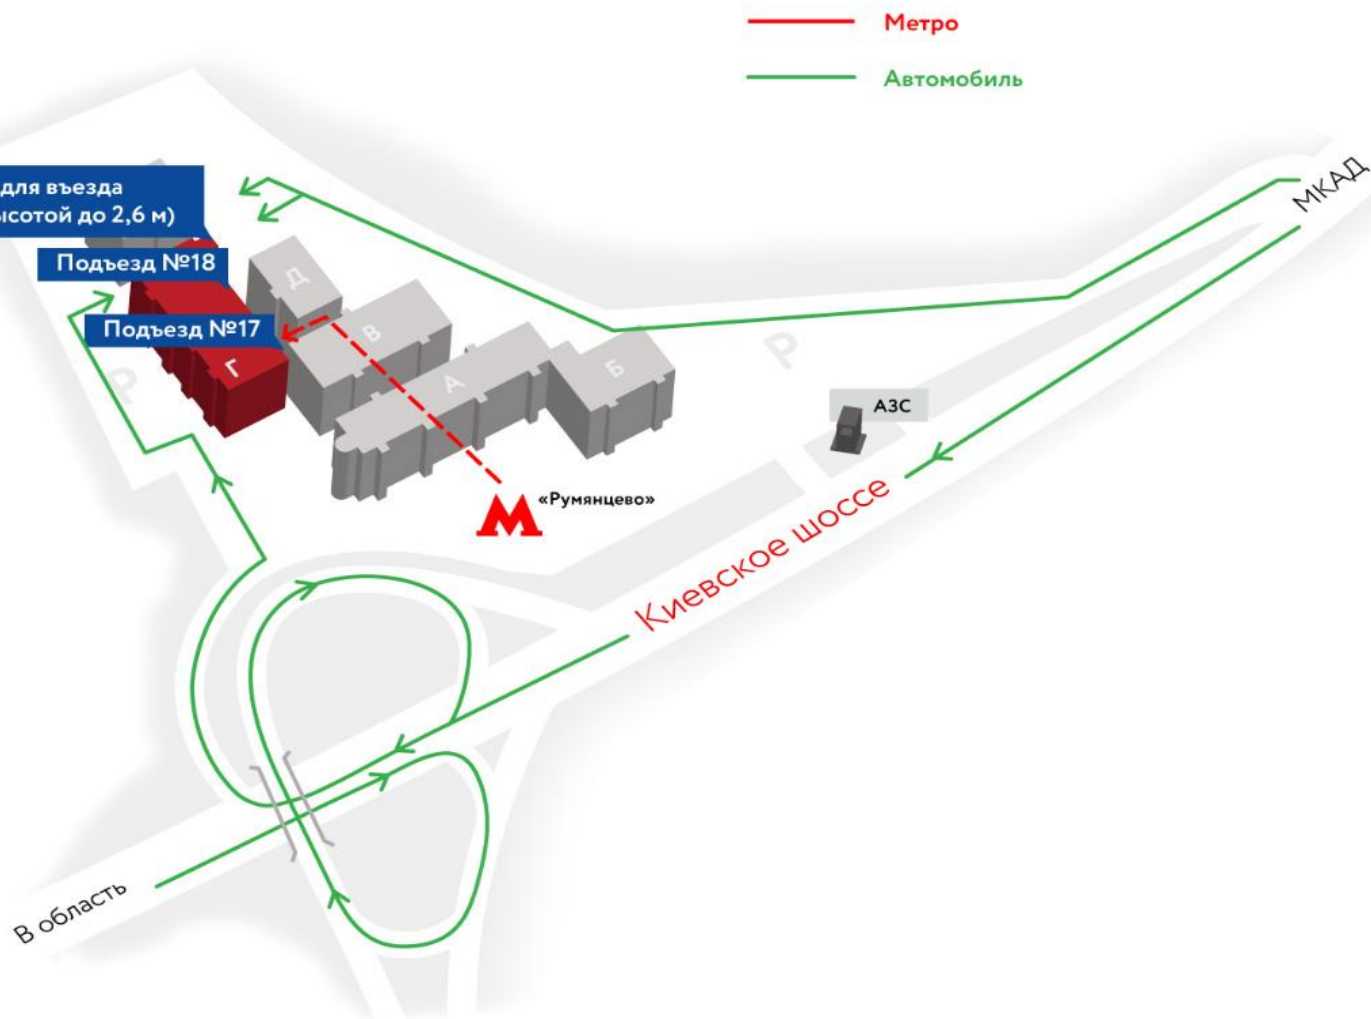 Метро
Автомобиль
МКАД
для въезда
ысотой до 2,6 м)
Подъезд №18
Подъезд №17
Д
В
Г
А
Б
Р
Р
АЗС
«Румянцево»
М
Киевское шоссе
В область